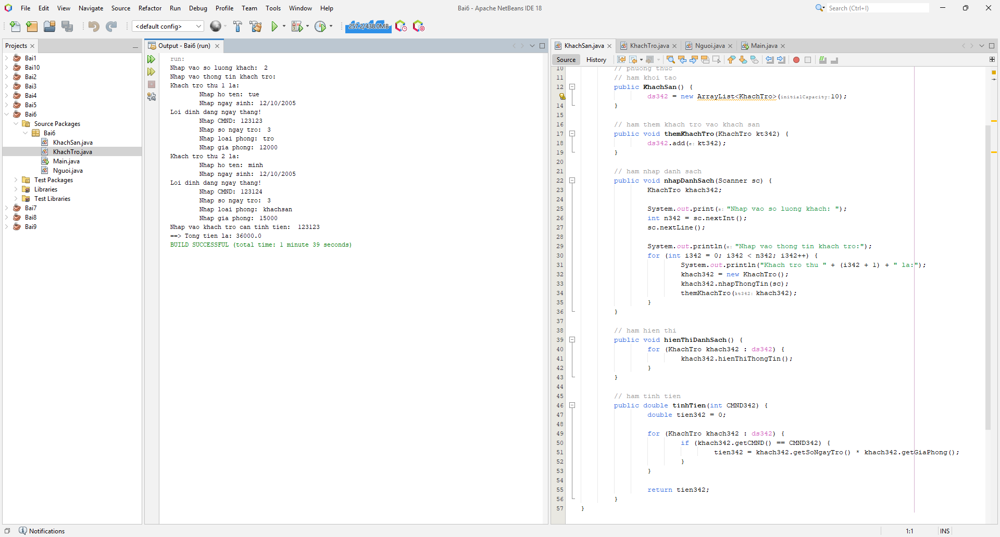 File Edit View Navigate Source Refactor Run Debug Profile Team Tools Window Help
Bai6 - Apache NetBeans IDE 18
Search (Ctrl+I)
<default config>
257.2/438.0MB
Projects
Bai1
Bai10
Bai2
Bai3
Bai4
Bai5
Bai6
Source Packages
Bai6
KhachSan.java
KhachTro.java
Main.java
Nguoi.java
Test Packages
Libraries
Test Libraries
Bai7
Bai8
Bai9
Output - Bai6 (run)
run:
Nhap vao so luong khach: 2
Nhap vao thong tin khach tro:
Khach tro thu 1 la:
Nhap ho ten: tue
Nhap ngay sinh: 12/10/2005
Loi dinh dang ngay thang!
Nhap CMND: 123123
Nhap so ngay tro: 3
Nhap loai phong: tro
Nhap gia phong: 12000
Khach tro thu 2 la:
Nhap ho ten: minh
Nhap ngay sinh: 12/10/2005
Loi dinh dang ngay thang!
Nhap CMND: 123124
Nhap so ngay tro: 3
Nhap loai phong: khachsan
Nhap gia phong: 15000
Nhap vao khach tro can tinh tien: 123123
==> Tong tien la: 36000.0
BUILD SUCCESSFUL (total time: 1 minute 39 seconds)
KhachSan.java KhachTro.java Nguoi.java Main.java
Source History
10 // phuong thuc
11 // ham khoi tao
12 public KhachSan() {
ds342 = new ArrayList<KhachTro>(initialCapacity: 10);
14 }
15
16 // ham them khach tro vao khach san
17 public void themKhachTro(KhachTro kt342) {
18 ds342.add(e: kt342);
19 }
20
21 // ham nhap danh sach
22 public void nhapDanhSach(Scanner sc) {
23 KhachTro khach342;
24
25 System.out.print(s: "Nhap vao so luong khach: ");
26 int n342 = sc.nextInt();
27 sc.nextLine();
28
29 System.out.println(x: "Nhap vao thong tin khach tro:");
30 for (int i342 = 0; i342 < n342; i342++) {
31 System.out.println("Khach tro thu " + (i342 + 1) + " la:");
32 khach342 = new KhachTro();
33 khach342.nhapThongTin(sc);
34 themKhachTro(kt342: khach342);
35 }
36 }
37
38 // ham hien thi
39 public void hienThiDanhSach() {
40 for (KhachTro khach342 : ds342) {
41 khach342.hienThiThongTin();
42 }
43 }
44
45 // ham tinh tien
46 public double tinhTien(int CMND342) {
47 double tien342 = 0;
48
49 for (KhachTro khach342 : ds342) {
50 if (khach342.getCMND() == CMND342) {
51 tien342 = khach342.getSoNgayTro() * khach342.getGiaPhong();
52 }
53 }
54
55 return tien342;
56 }
57 }
Notifications
1:1 INS